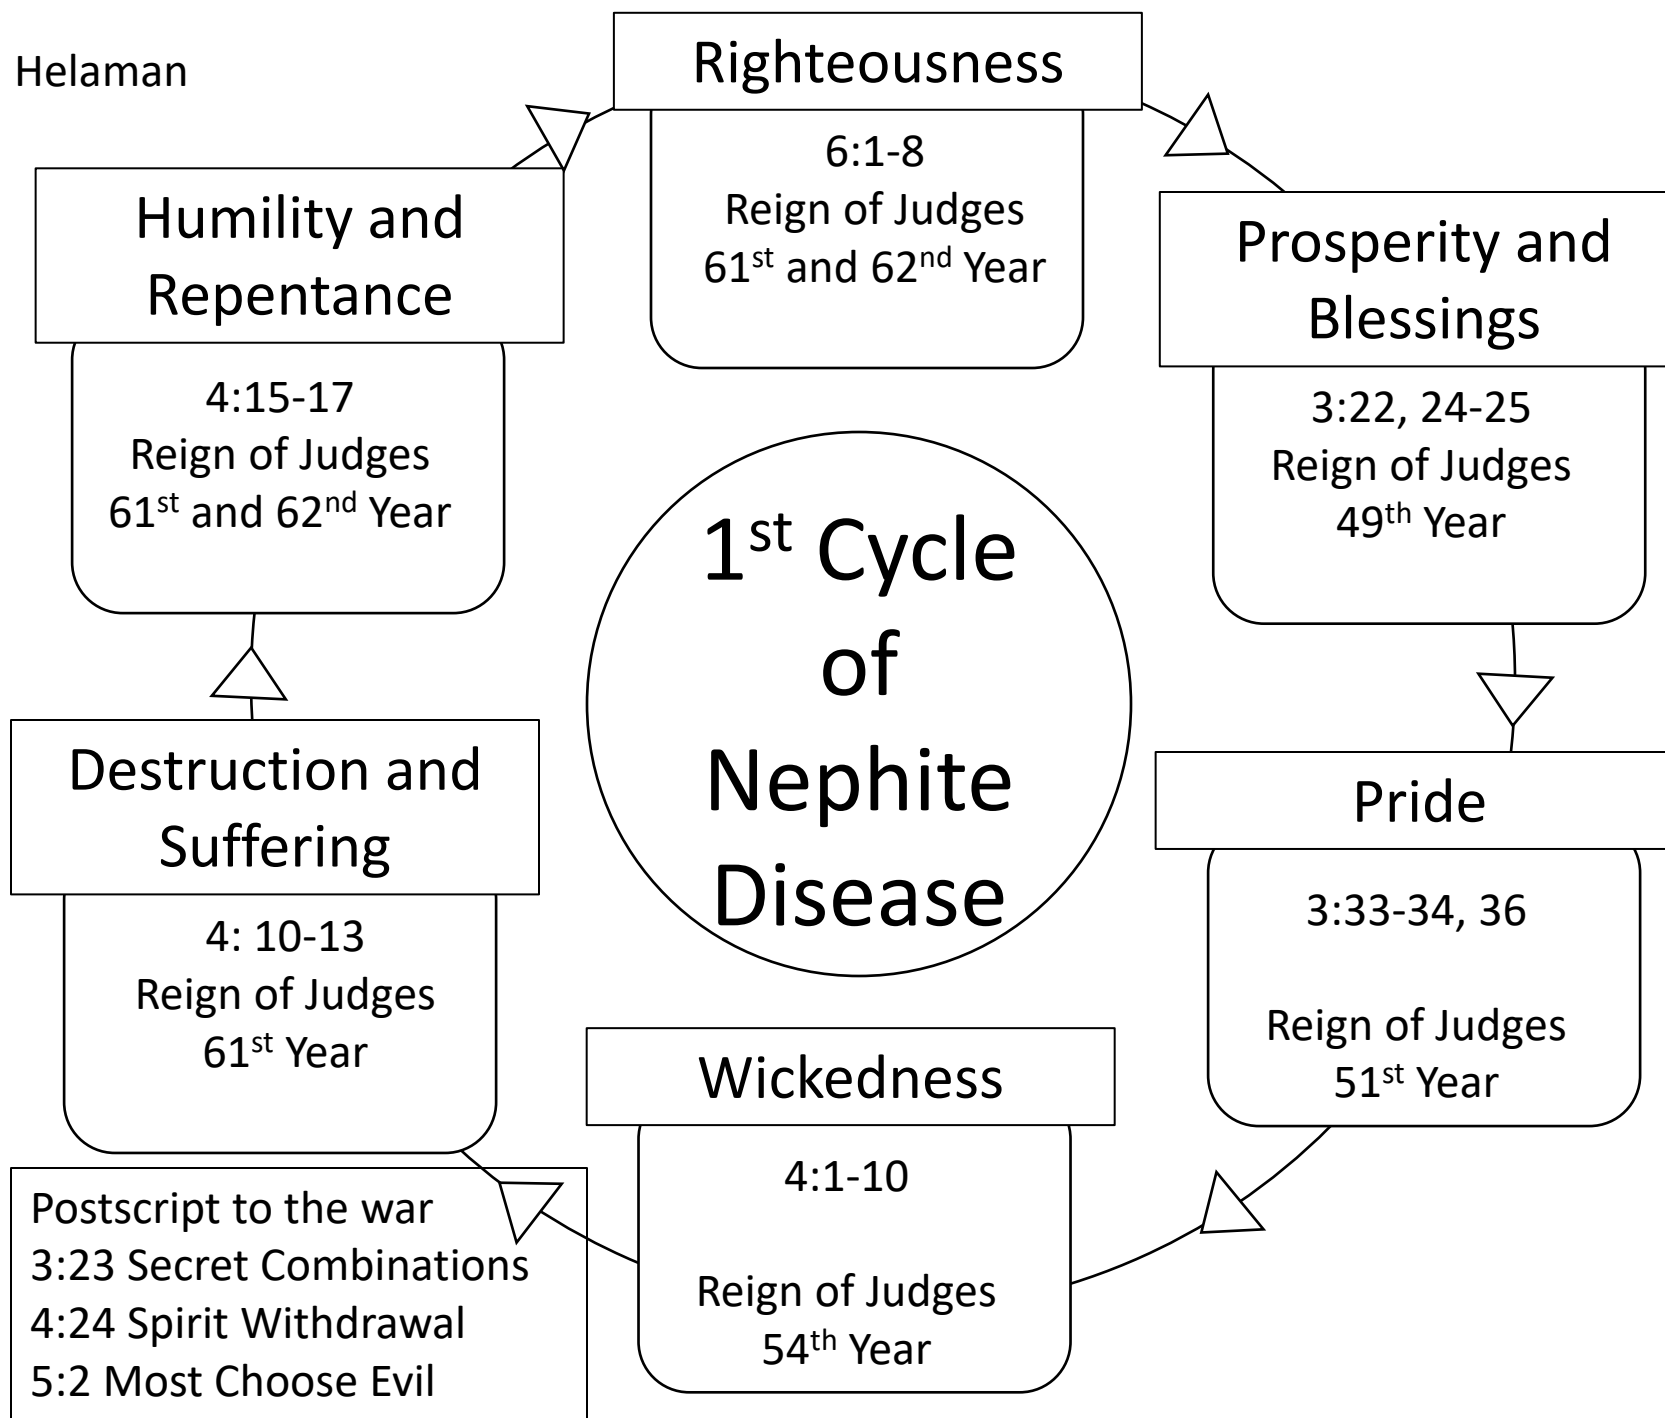 Helaman
Righteousness
6:1-8
Reign of Judges
61st and 62nd Year
Prosperity and
Blessings
3:22, 24-25
Reign of Judges
49th Year
Pride
3:33-34, 36
Reign of Judges
51st Year
Wickedness
4:1-10
Reign of Judges
54th Year
Destruction and
Suffering
4: 10-13
Reign of Judges
61st Year
Humility and
Repentance
4:15-17
Reign of Judges
61st and 62nd Year
1st Cycle
of
Nephite
Disease
Postscript to the war
3:23 Secret Combinations
4:24 Spirit Withdrawal
5:2 Most Choose Evil